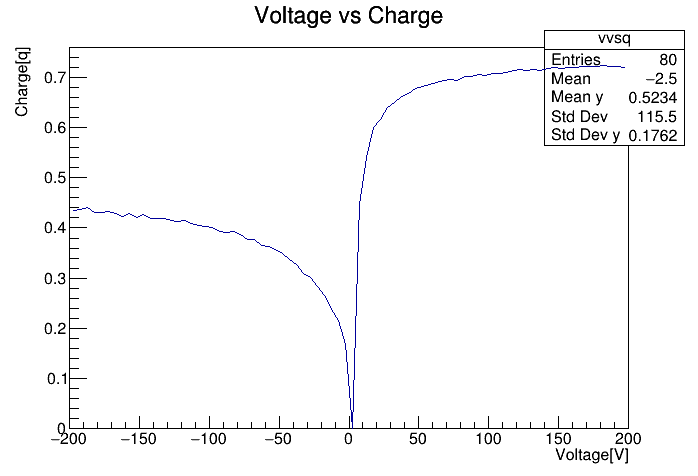 Voltage vs Charge
vvsq
Entries 80
Mean −2.5
Mean y 0.5234
Std Dev 115.5
Std Dev y 0.1762
Charge[q]
0.7
0.6
0.5
0.4
0.3
0.2
0.1
0
−200 −150 −100 −50 0 50 100 150 200
Voltage[V]